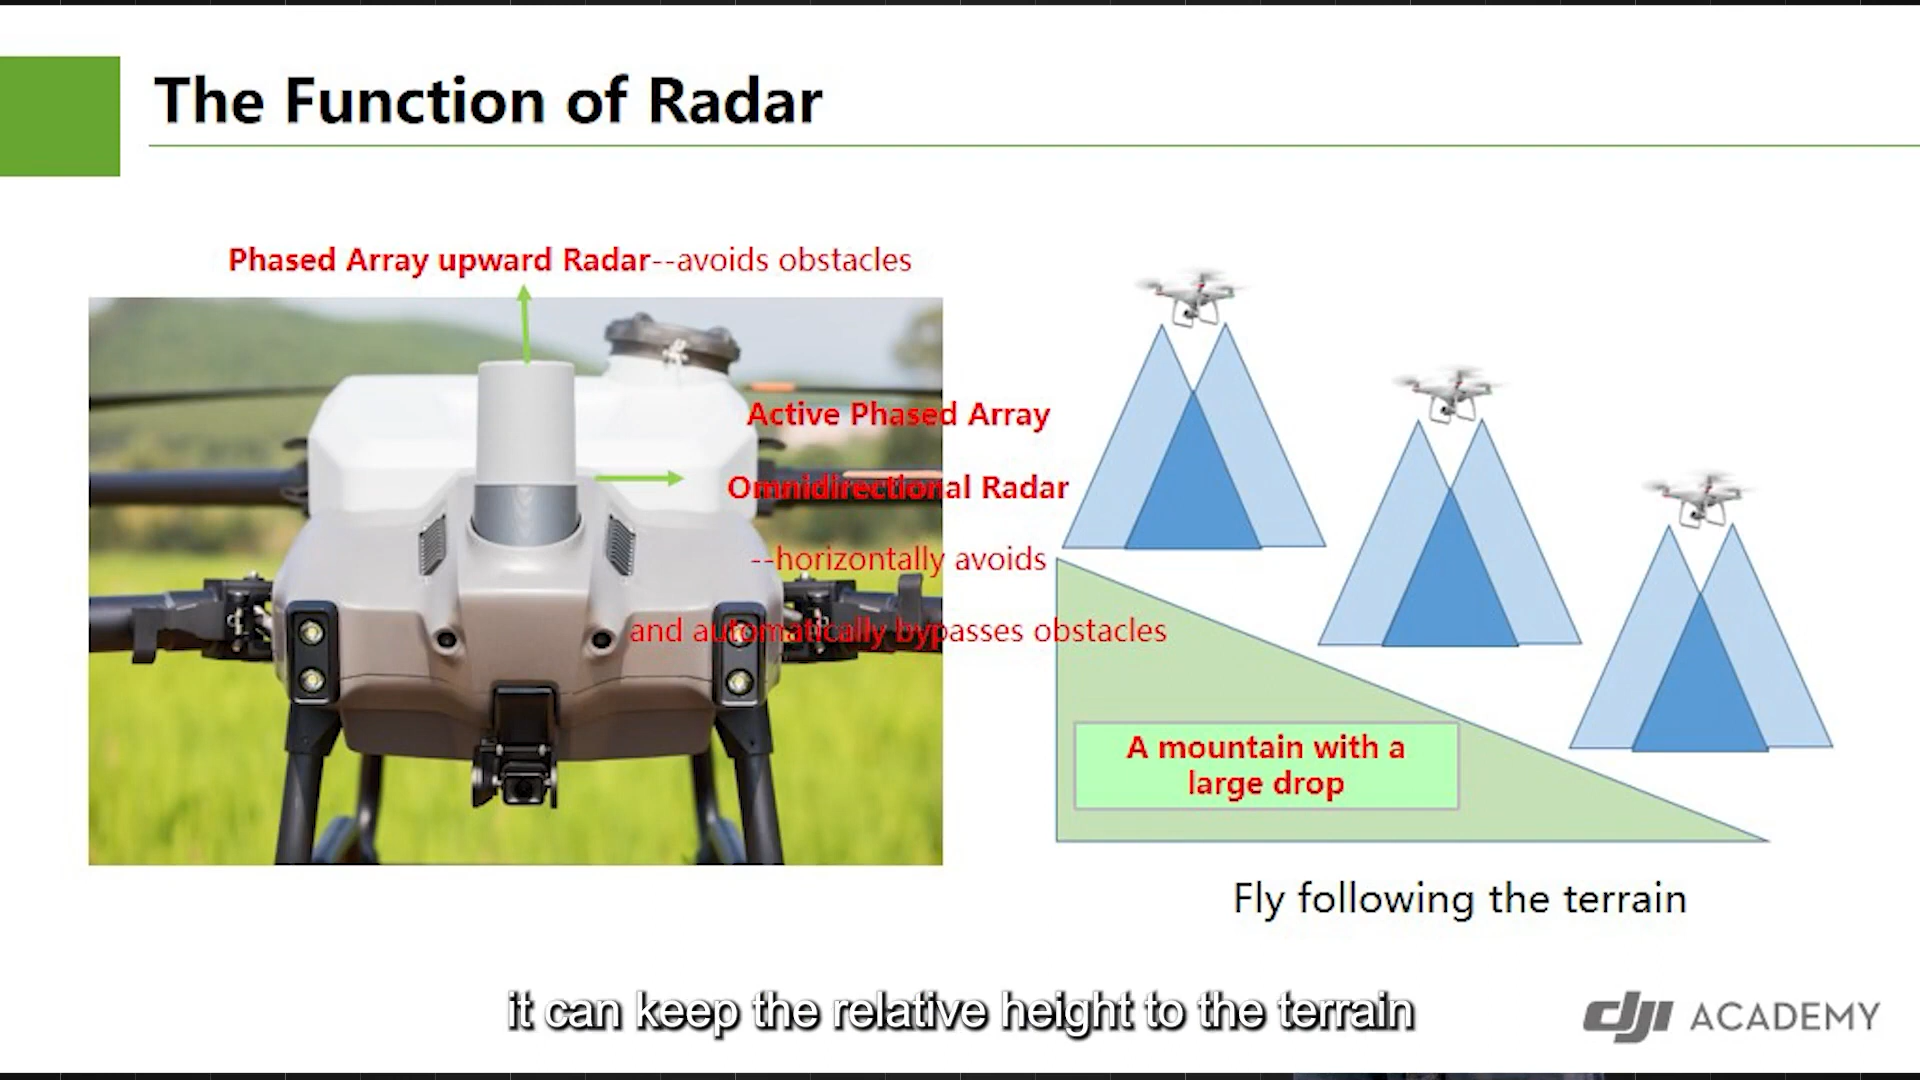 The Function of Radar
Phased Array upward Radar--avoids obstacles
Active Phased Array
Omnidirectional Radar
--horizontally avoids
and automatically bypasses obstacles
A mountain with a
large drop
Fly following the terrain
it can keep the relative height to the terrain
dji ACADEMY